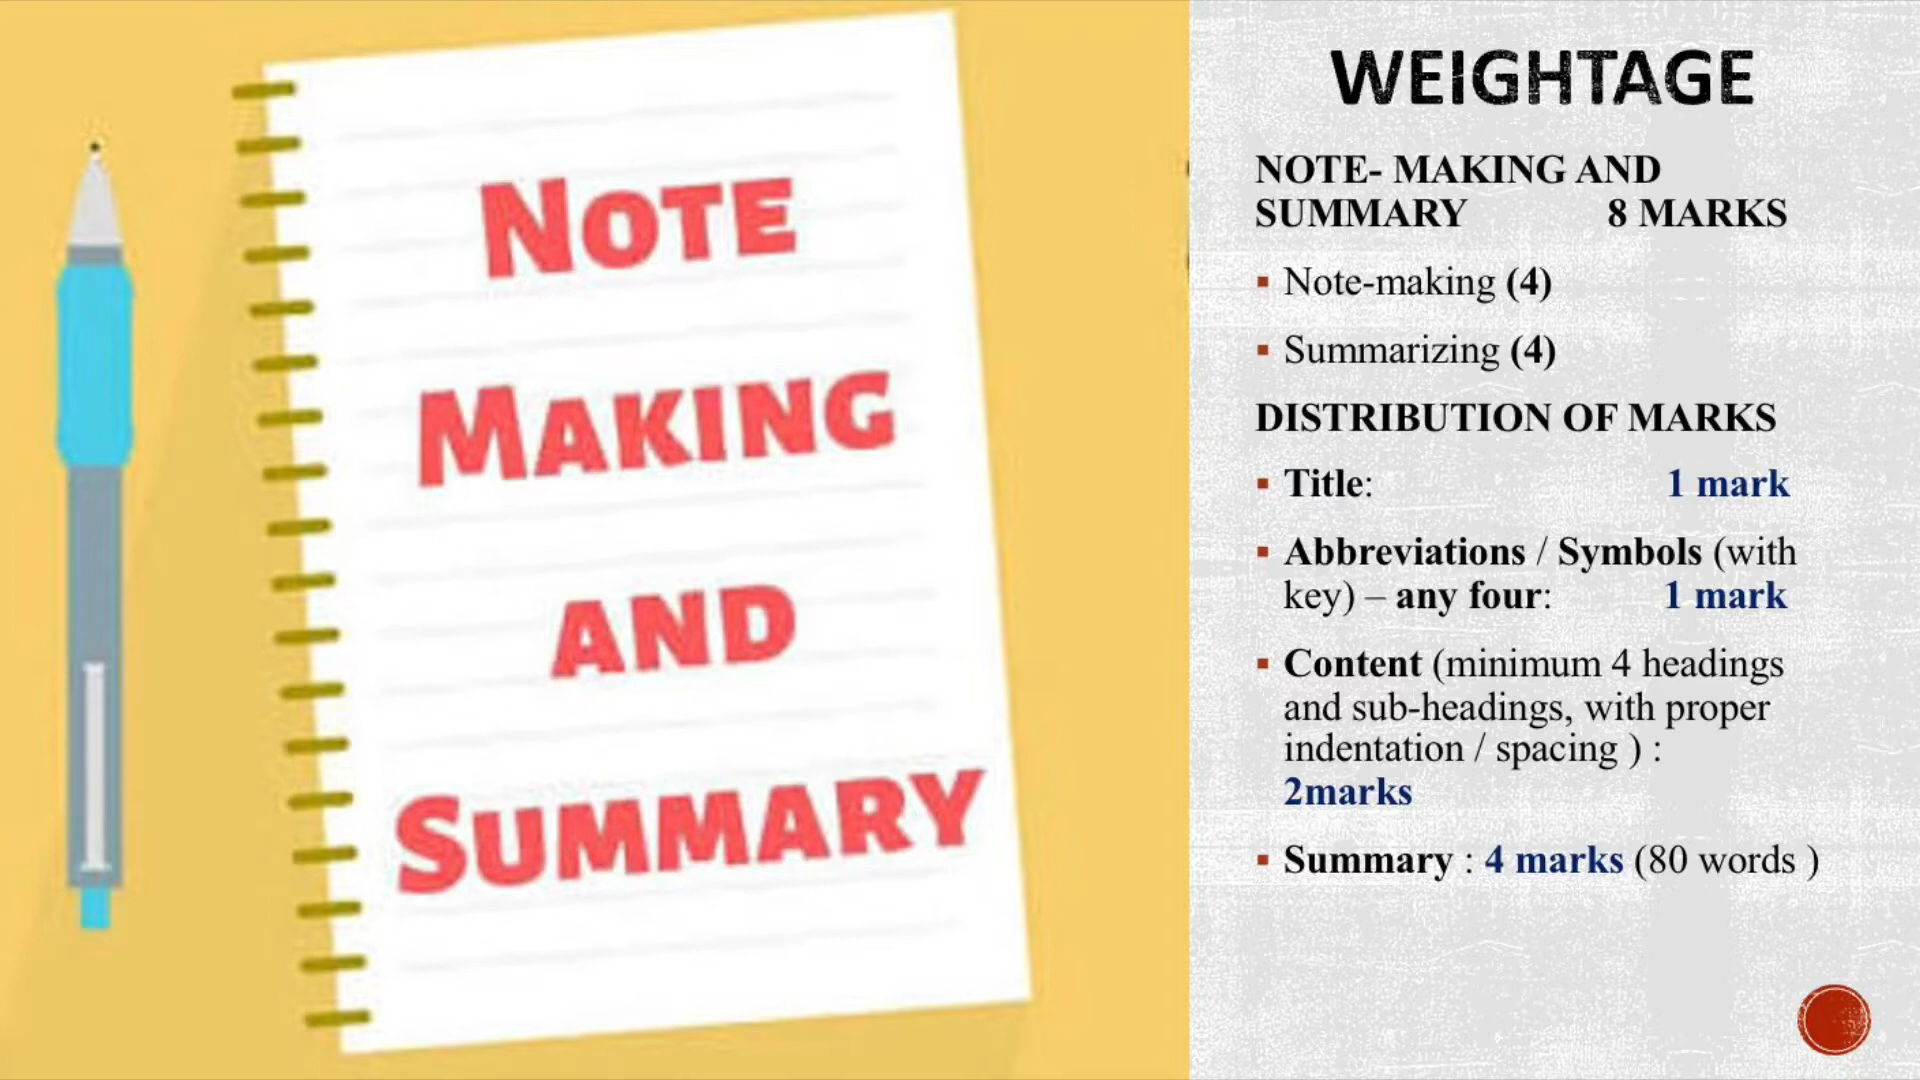 NOTE
MAKING
AND
SUMMARY
WEIGHTAGE
NOTE- MAKING AND
SUMMARY 8 MARKS
▪ Note-making (4)
▪ Summarizing (4)
DISTRIBUTION OF MARKS
▪ Title: 1 mark
▪ Abbreviations / Symbols (with
key) – any four: 1 mark
▪ Content (minimum 4 headings
and sub-headings, with proper
indentation / spacing ) :
2marks
▪ Summary : 4 marks (80 words )